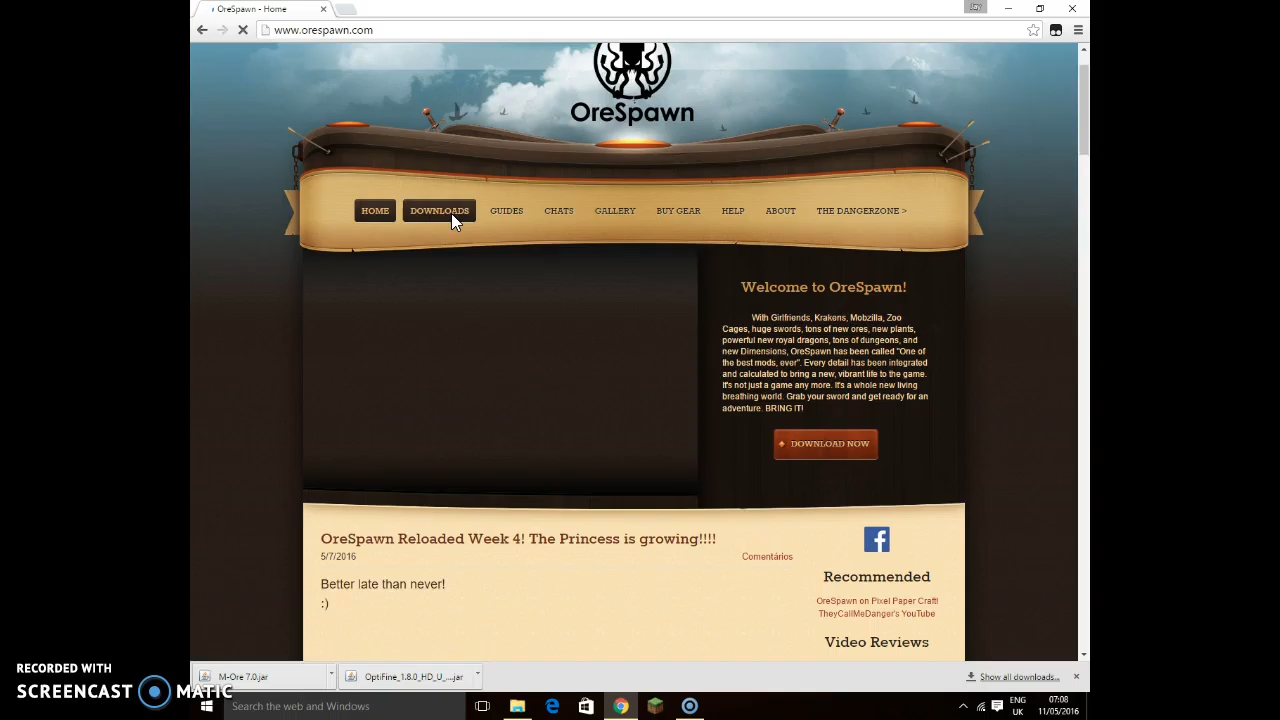 OreSpawn - Home
Jay
www.orespawn.com
OreSpawn
HOME DOWNLOADS GUIDES CHATS GALLERY BUY GEAR HELP ABOUT THE DANGERZONE >
Welcome to OreSpawn!
With Girlfriends, Krakens, Mobzilla, Zoo
Cages, huge swords, tons of new ores, new plants,
powerful new royal dragons, tons of dungeons, and
new Dimensions, OreSpawn has been called "One of
the best mods, ever". Every detail has been integrated
and calculated to bring a new, vibrant life to the game.
It's not just a game any more. It's a whole new living
breathing world. Grab your sword and get ready for an
adventure. BRING IT!
DOWNLOAD NOW
OreSpawn Reloaded Week 4! The Princess is growing!!!!
5/7/2016
Comentários
Better late than never!
:)
Recommended
OreSpawn on Pixel Paper Craft!
TheyCallMeDanger's YouTube
Video Reviews
M-Ore 7.0.jar
OptiFine_1.8.0_HD_U_....jar
Show all downloads...
RECORDED WITH
SCREENCAST MATIC
Search the web and Windows
ENG
UK
07:08
11/05/2016